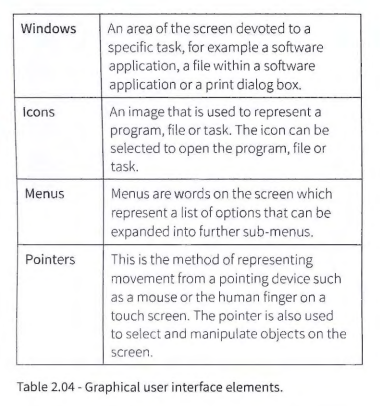 Windows
An area of the screen devoted to a
specific task, for example a software
application, a file within a software
application or a print dialog box.
Icons
An image that is used to represent a
program, file or task. The icon can be
selected to open the program, file or
task.
Menus
Menus are words on the screen which
represent a list of options that can be
expanded into further sub-menus.
Pointers
This is the method of representing
movement from a pointing device such
as a mouse or the human finger on a
touch screen. The pointer is also used
to select and manipulate objects on the
screen.
Table 2.04 - Graphical user interface elements.